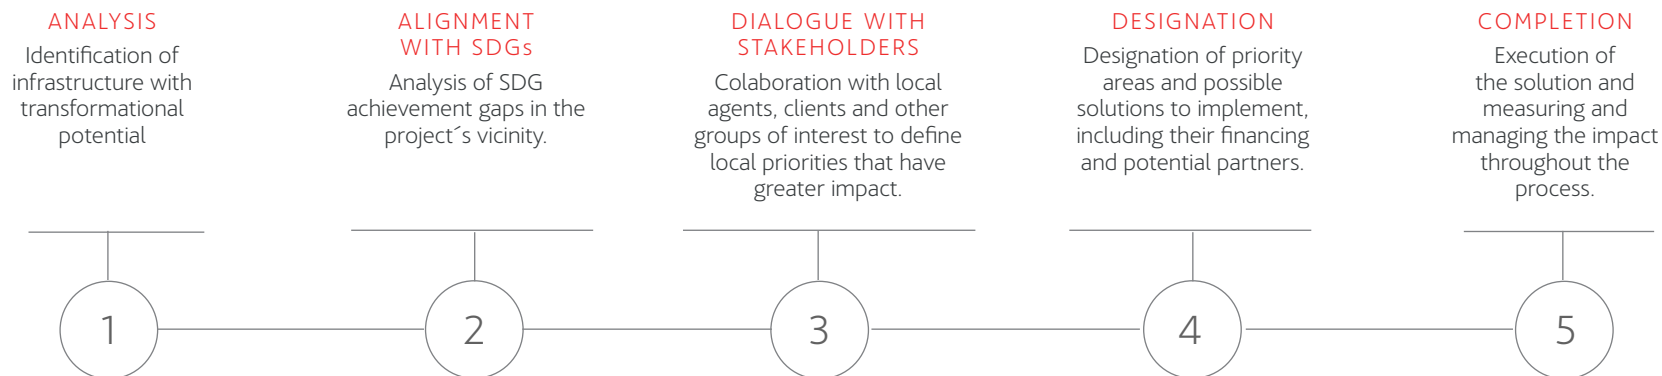 ANALYSIS
Identification of
infrastructure with
transformational
potential
ALIGNMENT
WITH SDGs
Analysis of SDG
achievement gaps in the
project´s vicinity.
DIALOGUE WITH
STAKEHOLDERS
Colaboration with local
agents, clients and other
groups of interest to define
local priorities that have
greater impact.
DESIGNATION
Designation of priority
areas and possible
solutions to implement,
including their financing
and potential partners.
COMPLETION
Execution of
the solution and
measuring and
managing the impact
throughout the
process.
1
2
3
4
5